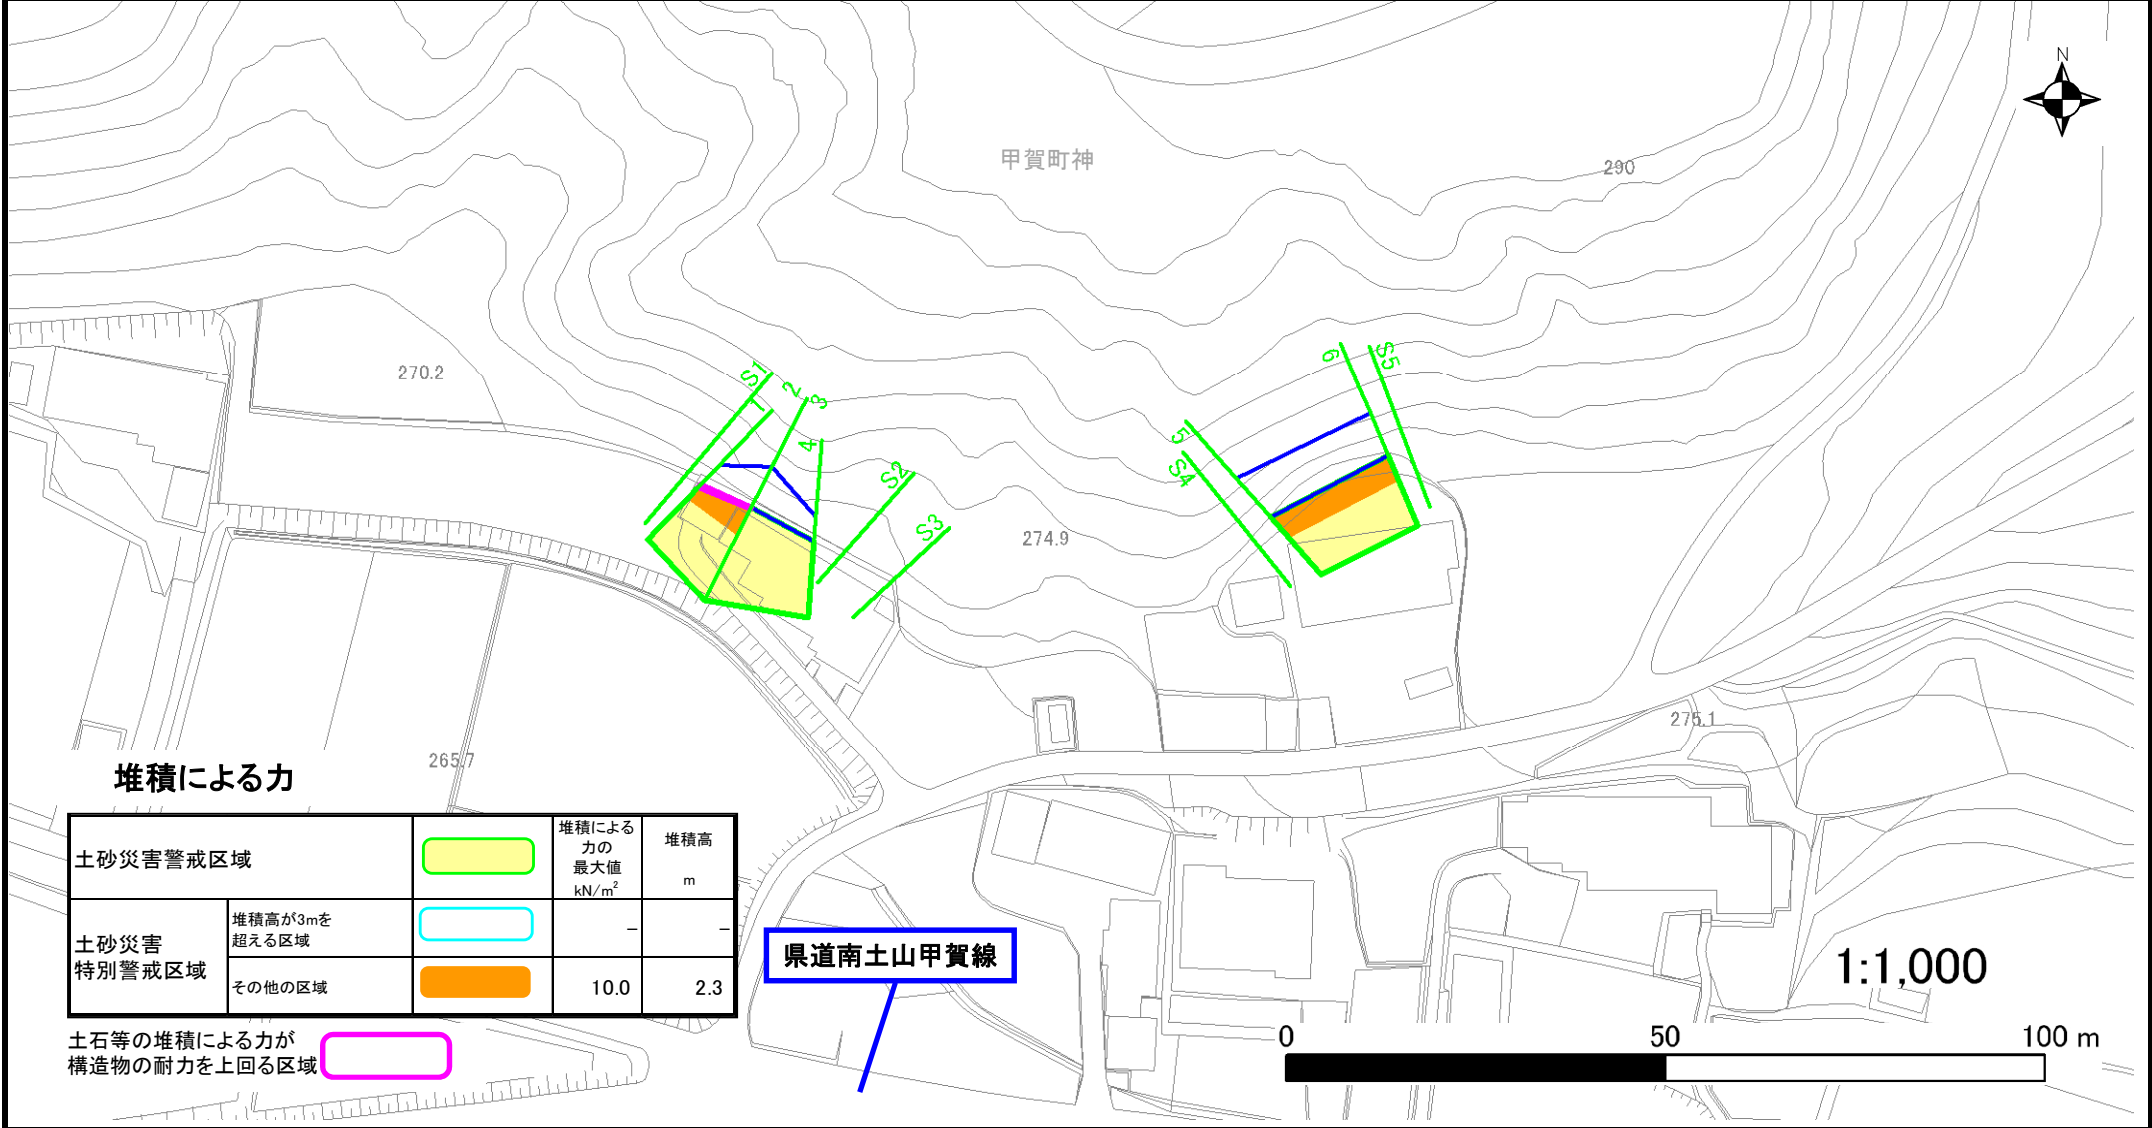 N
甲賀町神
290
270.2
S1
1
2
3
4
S2
S3
6
S5
5
S4
274.9
275.1
265.7
堆積による力
土砂災害警戒区域
堆積による
力の
最大値
kN/m²
堆積高
m
土砂災害
特別警戒区域
堆積高が3mを
超える区域
−
−
その他の区域
10.0
2.3
土石等の堆積による力が
構造物の耐力を上回る区域
県道南土山甲賀線
1:1,000
0
50
100 m